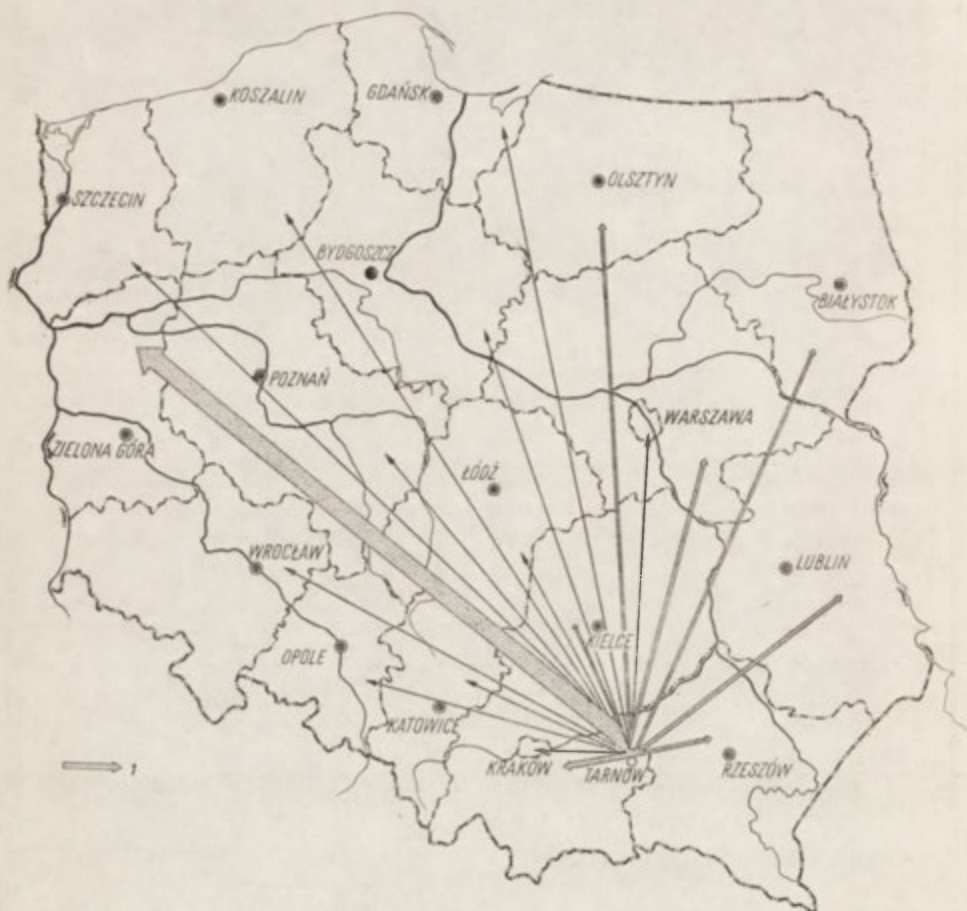 KOSZALIN
GDAŃSK
OLSZTYN
SZCZECIN
BYDGOSZCZ
BIAŁYSTOK
POZNAŃ
WARSZAWA
ZIELONA GÓRA
ŁÓDŹ
WROCŁAW
LUBLIN
KIELCE
OPOLE
KATOWICE
KRAKÓW
TARNÓW
RZESZÓW
1